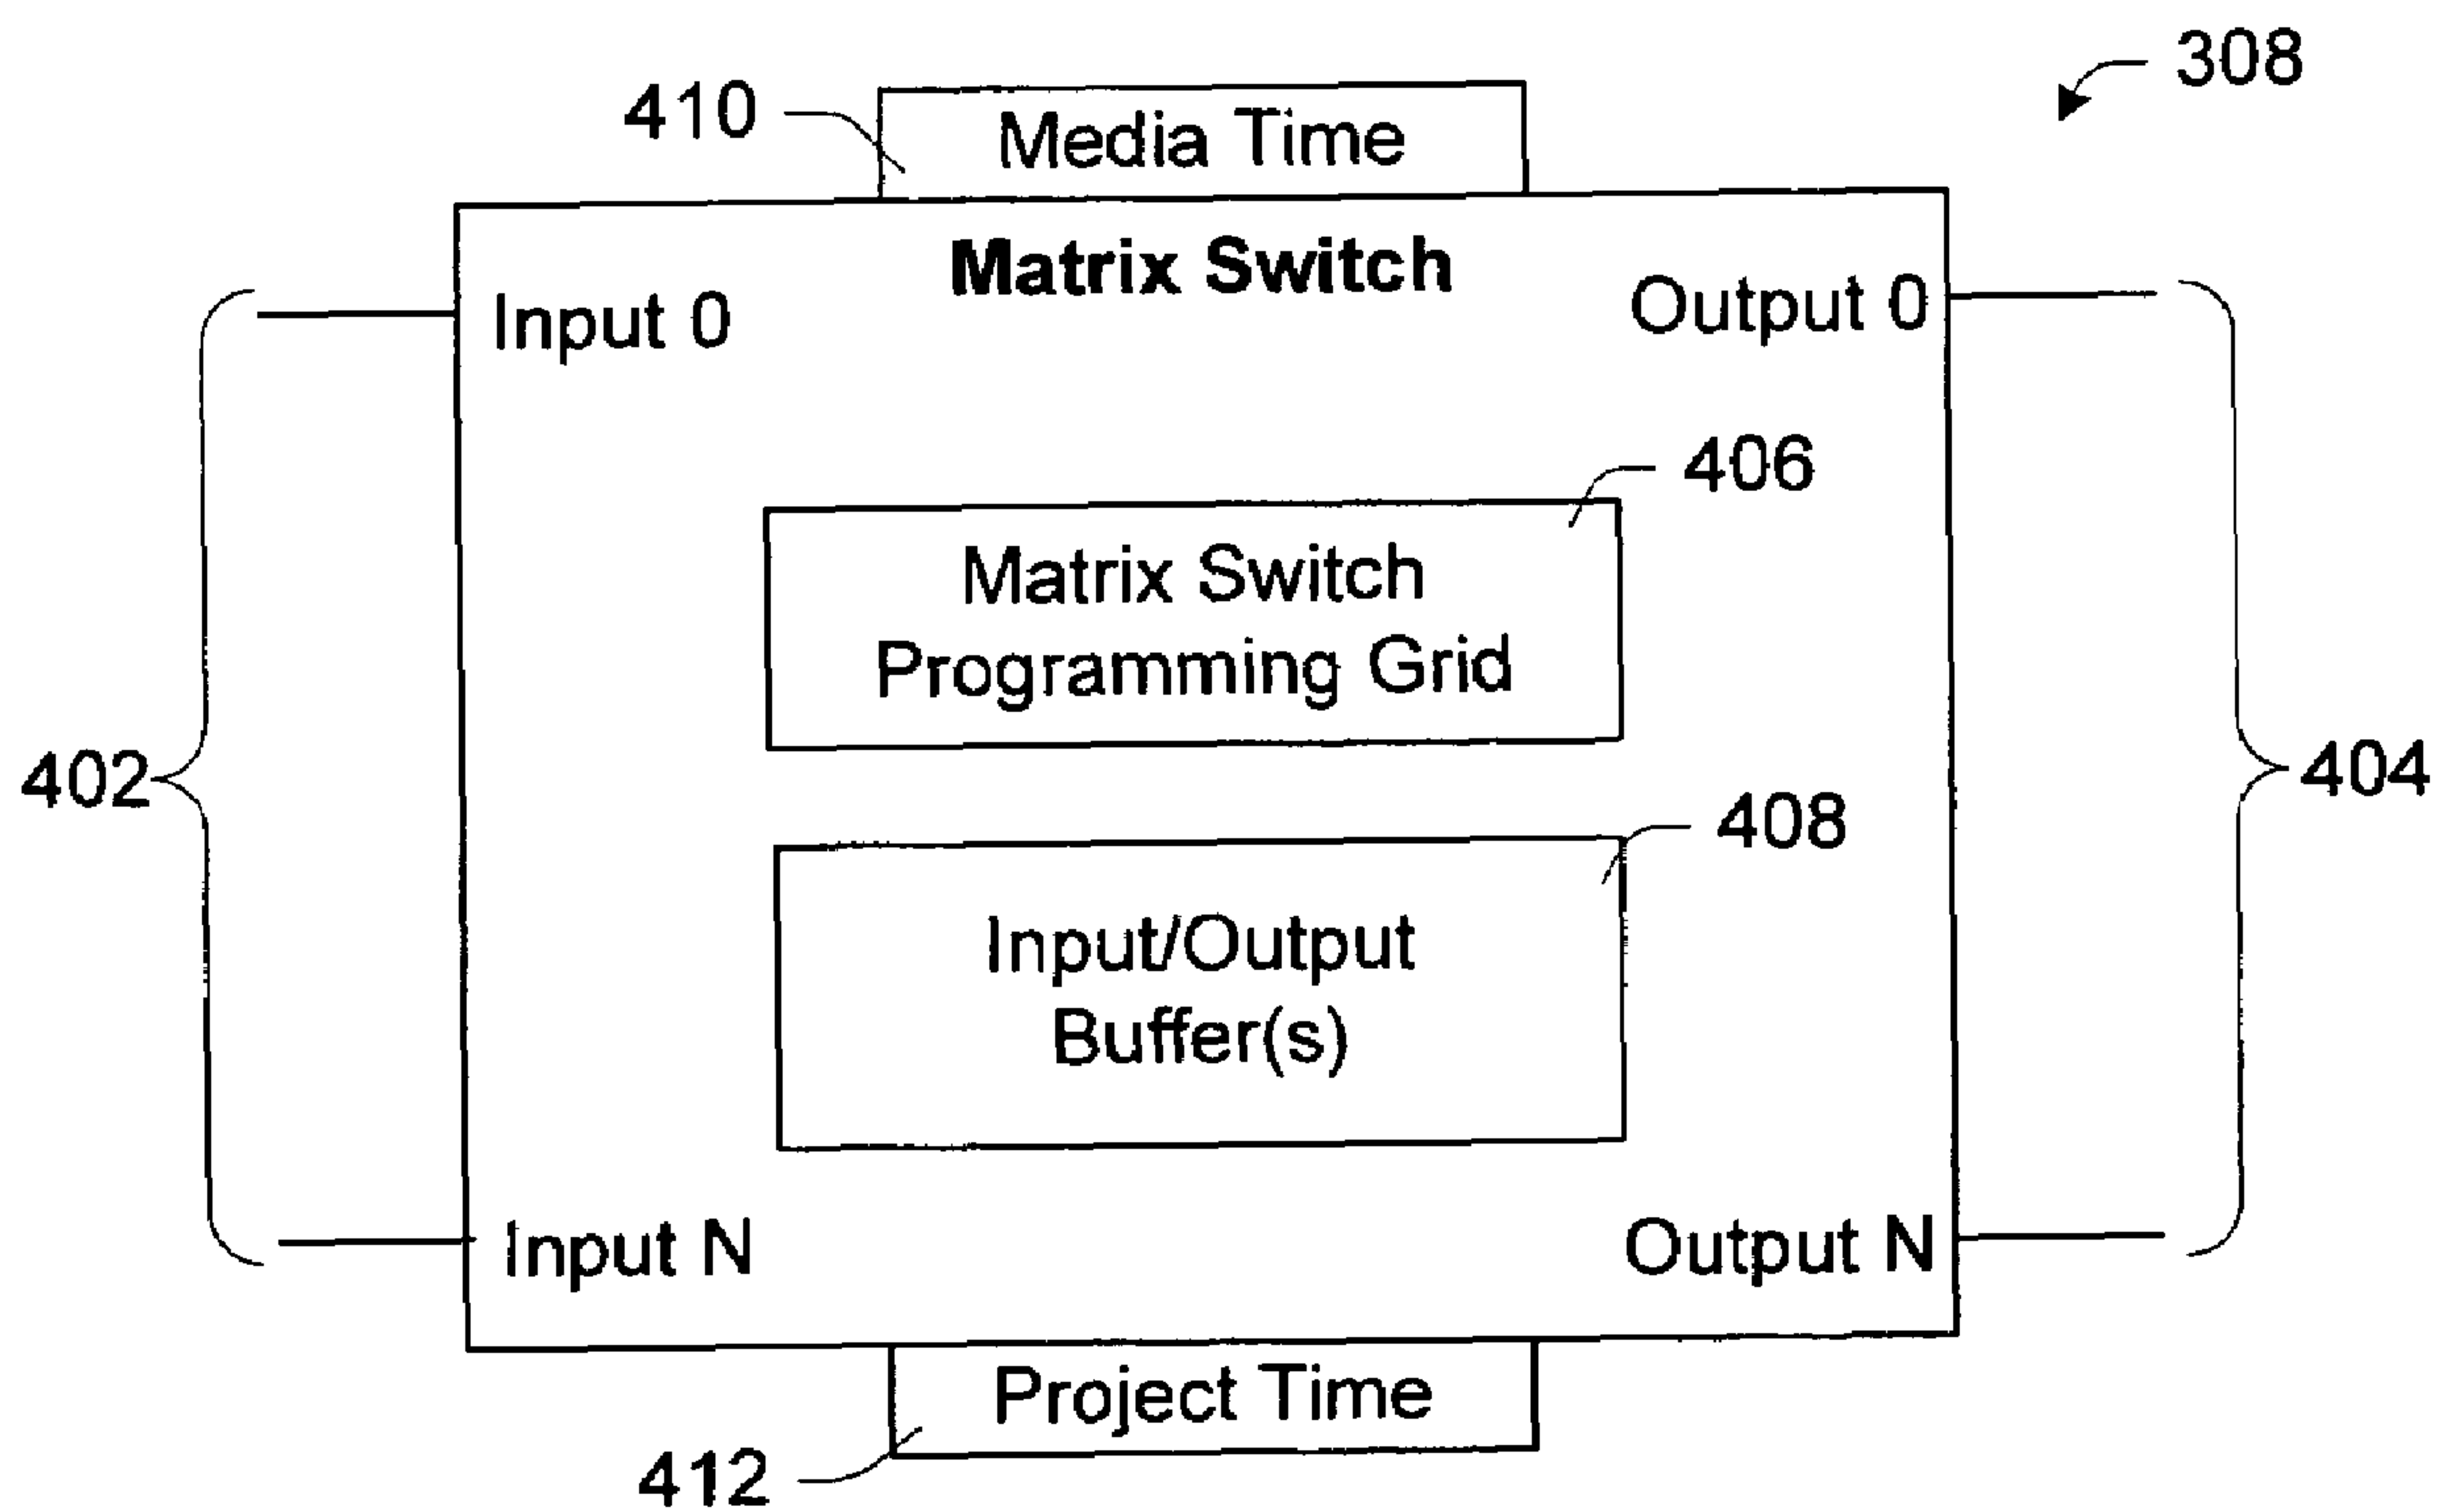 308
410
Media Time
Matrix Switch
Input 0
Output 0
406
Matrix Switch
Programming Grid
402
404
408
Input/Output
Buffer(s)
Input N
Output N
Project Time
412